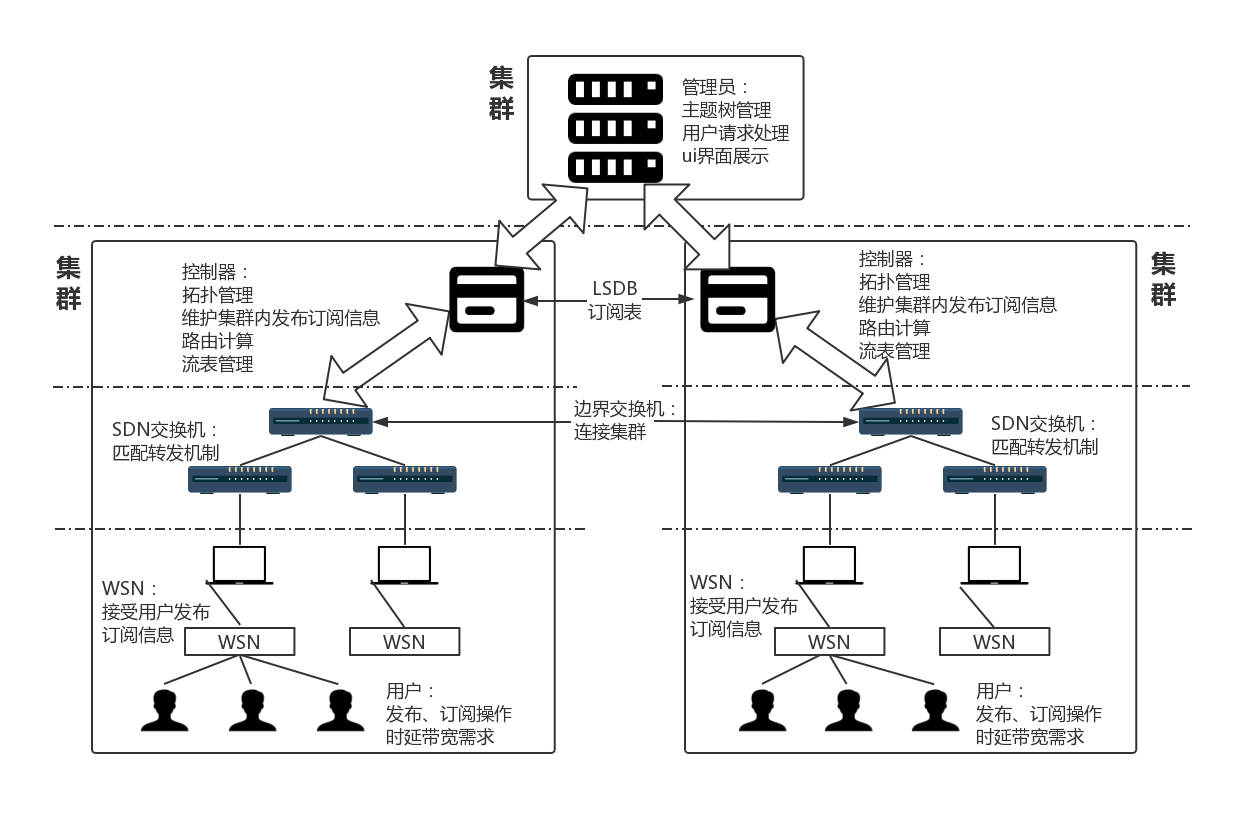 集
群
管理员：
主题树管理
用户请求处理
ui界面展示
集
群
控制器：
拓扑管理
维护集群内发布订阅信息
路由计算
流表管理
LSDB
订阅表
控制器：
拓扑管理
维护集群内发布订阅信息
路由计算
流表管理
集
群
SDN交换机：
匹配转发机制
边界交换机：
连接集群
SDN交换机：
匹配转发机制
WSN：
接受用户发布
订阅信息
WSN
WSN
用户：
发布、订阅操作
时延带宽需求
WSN：
接受用户发布
订阅信息
WSN
WSN
用户：
发布、订阅操作
时延带宽需求